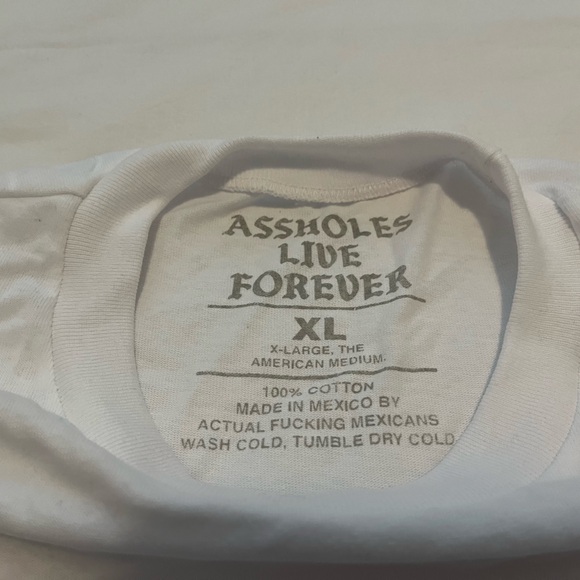 ASSHOLES
LIVE
FOREVER
XL
X-LARGE, THE
AMERICAN MEDIUM.
100% COTTON
MADE IN MEXICO BY
ACTUAL FUCKING MEXICANS
WASH COLD, TUMBLE DRY COLD